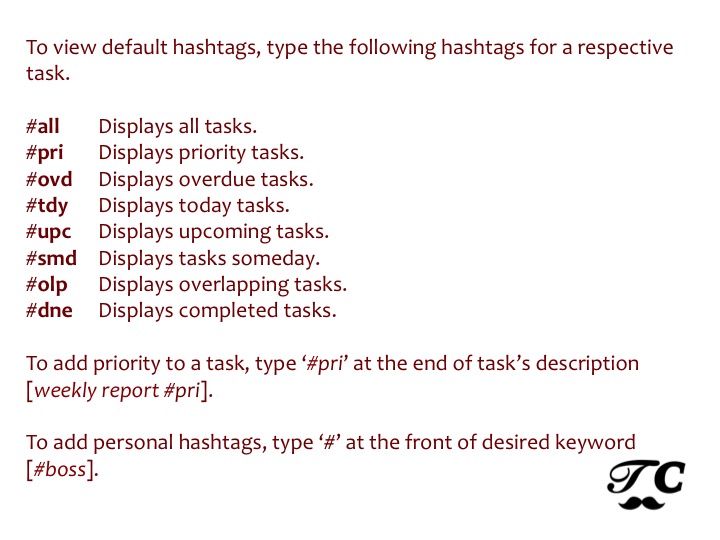 To view default hashtags, type the following hashtags for a respective
task.
#all Displays all tasks.
#pri Displays priority tasks.
#ovd Displays overdue tasks.
#tdy Displays today tasks.
#upc Displays upcoming tasks.
#smd Displays tasks someday.
#olp Displays overlapping tasks.
#dne Displays completed tasks.
To add priority to a task, type ‘#pri’ at the end of task’s description
[weekly report #pri].
To add personal hashtags, type ‘#’ at the front of desired keyword
[#boss].
TC